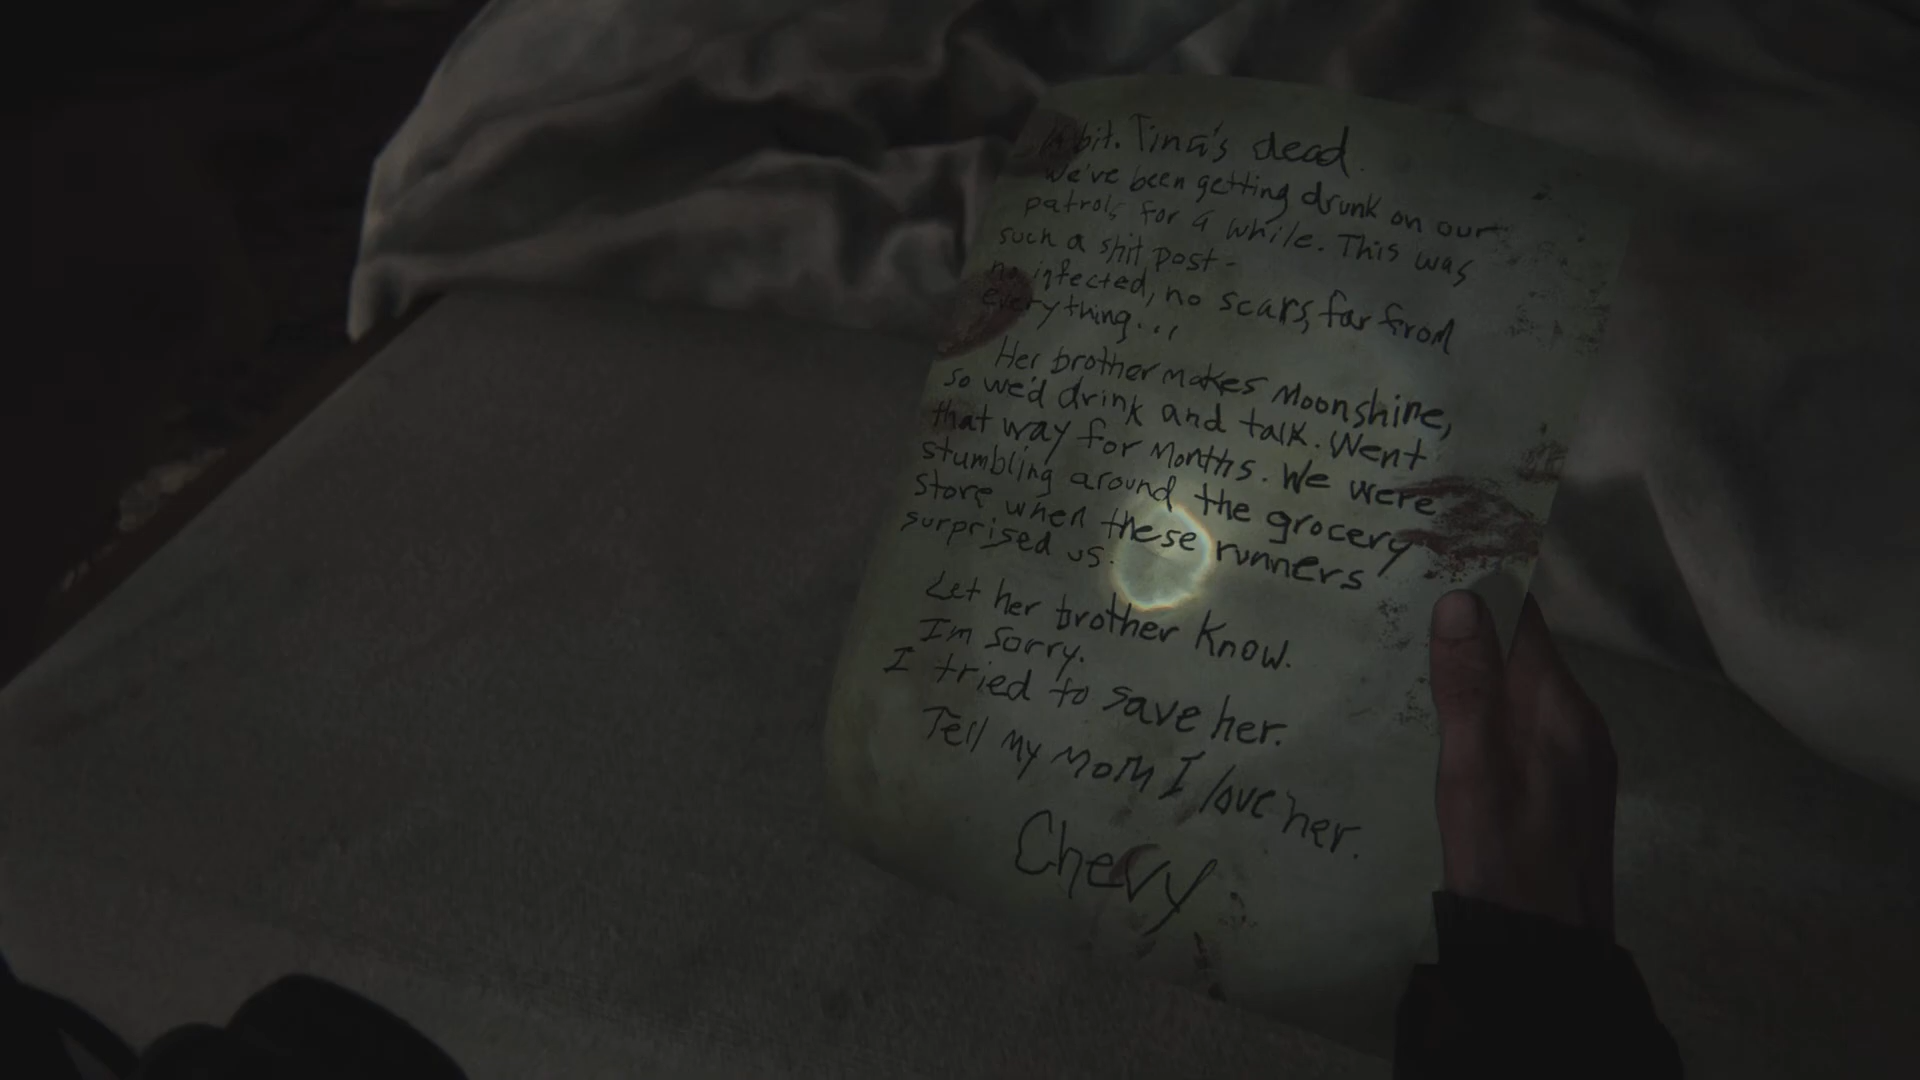 bit. Tina's dead.
We've been getting drunk on our
patrols for a while. This was
such a shit post -
no infected, no scars, far from
everything...
Her brother makes Moonshine,
so we'd drink and talk. Went
that way for Months. We were
stumbling around the grocery
store when these runners
surprised us.
Let her brother know.
Im sorry.
I tried to save her.
Tell my mom I love her.
Chevy